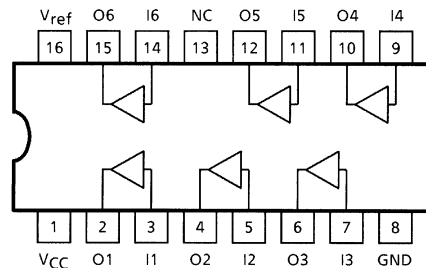 Vref O6 I6 NC O5 I5 O4 I4
16 15 14 13 12 11 10 9
1 2 3 4 5 6 7 8
VCC O1 I1 O2 I2 O3 I3 GND